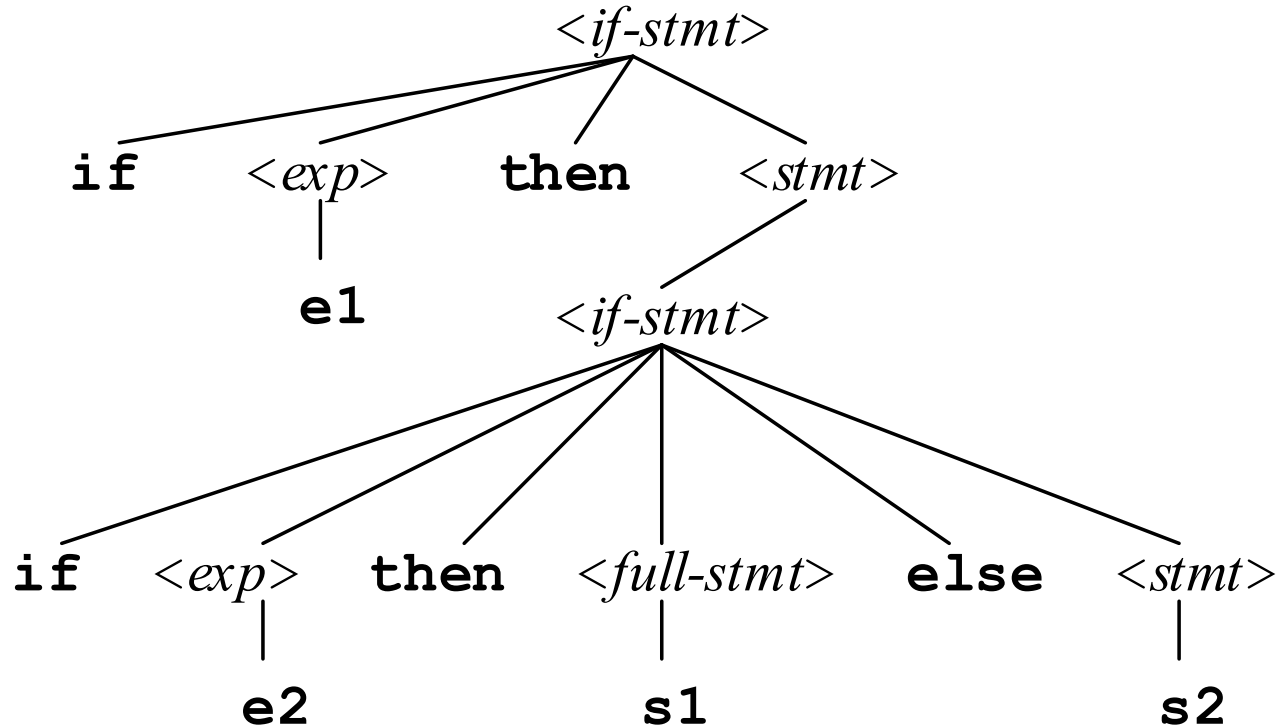 <if-stmt>
if <exp> then <stmt>
e1
<if-stmt>
if <exp> then <full-stmt> else <stmt>
e2 s1 s2